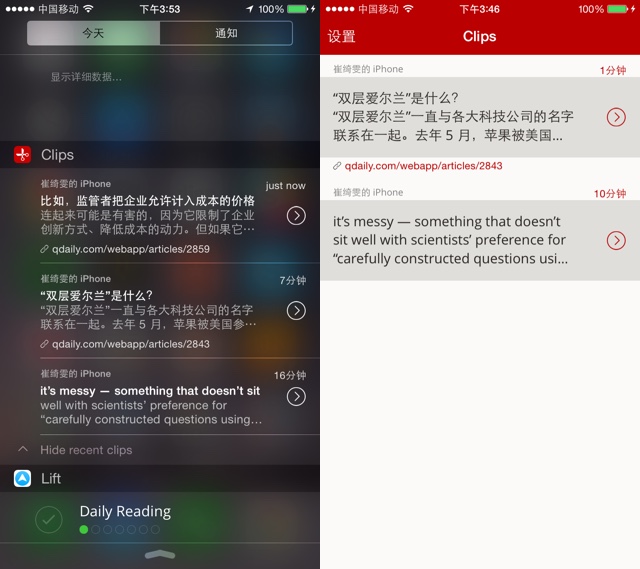 中国移动 下午3:53 100%
今天 通知
显示详细数据...
Clips
崔绮雯的 iPhone just now
比如，监管者把企业允许计入成本的价格
连起来可能是有害的，因为它限制了企业
创新方式、降低成本的动力。但如果它…
qdaily.com/webapp/articles/2859
崔绮雯的 iPhone 7分钟
“双层爱尔兰”是什么？
“双层爱尔兰”一直与各大科技公司的名字
联系在一起。去年 5 月，苹果被美国参…
qdaily.com/webapp/articles/2843
崔绮雯的 iPhone 16分钟
it’s messy — something that doesn’t sit
well with scientists’ preference for
“carefully constructed questions using...
Hide recent clips
Lift
Daily Reading
中国移动 下午3:46 100%
设置 Clips
崔绮雯的 iPhone 1分钟
“双层爱尔兰”是什么？
“双层爱尔兰”一直与各大科技公司的名字
联系在一起。去年 5 月，苹果被美国...
qdaily.com/webapp/articles/2843
崔绮雯的 iPhone 10分钟
it’s messy — something that doesn’t
sit well with scientists’ preference for
“carefully constructed questions usi...